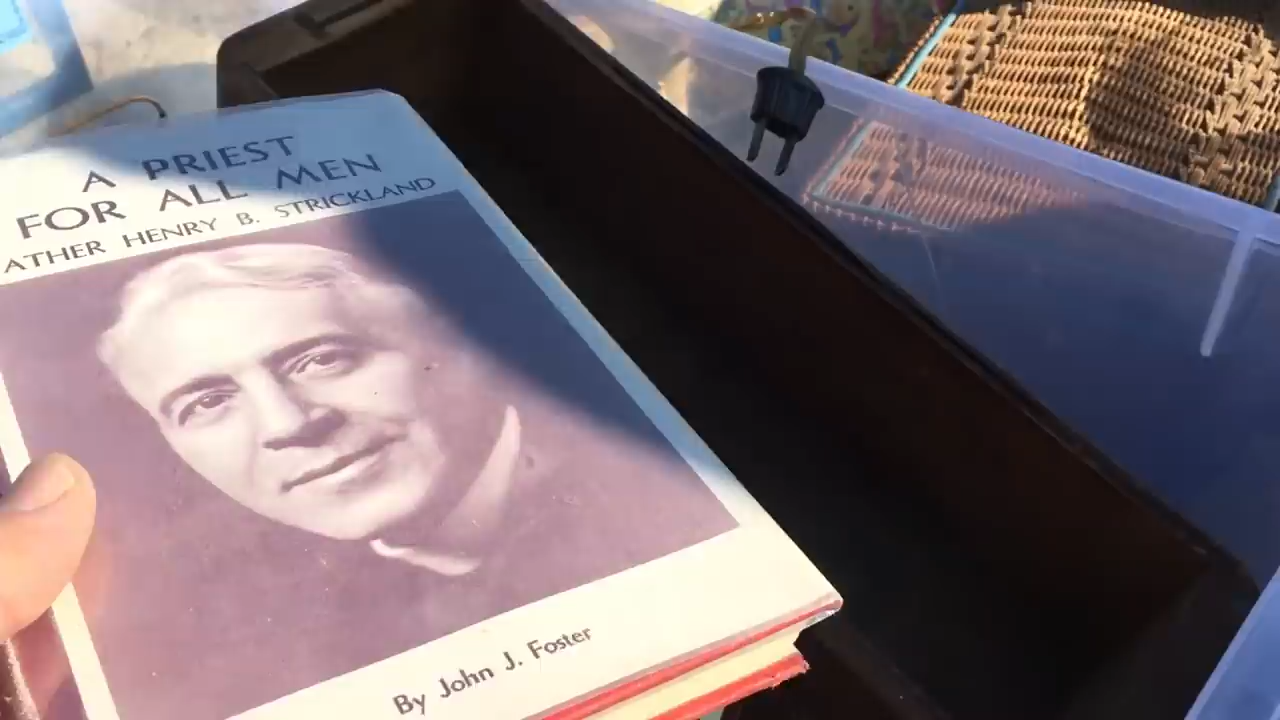 A PRIEST
FOR ALL MEN
ATHER HENRY B. STRICKLAND
By John J. Foster